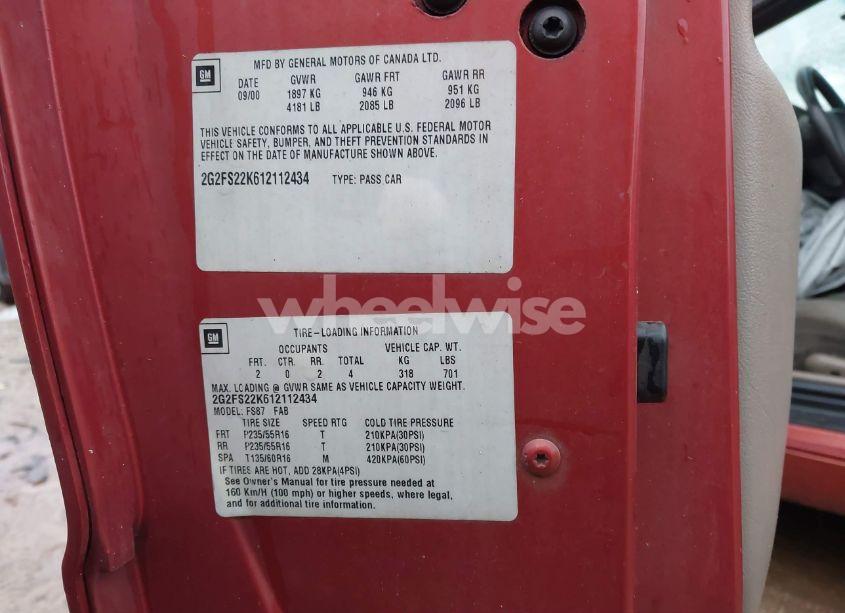 MFD BY GENERAL MOTORS OF CANADA LTD.
GM
DATE GVWR GAWR FRT GAWR RR
09/00 1897 KG 946 KG 951 KG
4181 LB 2085 LB 2096 LB
THIS VEHICLE CONFORMS TO ALL APPLICABLE U.S. FEDERAL MOTOR
VEHICLE SAFETY, BUMPER, AND THEFT PREVENTION STANDARDS IN
EFFECT ON THE DATE OF MANUFACTURE SHOWN ABOVE.
2G2FS22K612112434 TYPE: PASS CAR
wheelwise
GM
TIRE-LOADING INFORMATION
OCCUPANTS VEHICLE CAP. WT.
FRT. CTR. RR. TOTAL KG LBS
2 0 2 4 318 701
MAX. LOADING @ GVWR SAME AS VEHICLE CAPACITY WEIGHT.
2G2FS22K612112434
MODEL: FS87 FAB
TIRE SIZE SPEED RTG COLD TIRE PRESSURE
FRT P235/55R16 T 210KPA(30PSI)
RR P235/55R16 T 210KPA(30PSI)
SPA T135/60R16 M 420KPA(60PSI)
IF TIRES ARE HOT, ADD 28KPA(4PSI)
See Owner's Manual for tire pressure needed at
160 Km/H (100 mph) or higher speeds, where legal,
and for additional tire information.